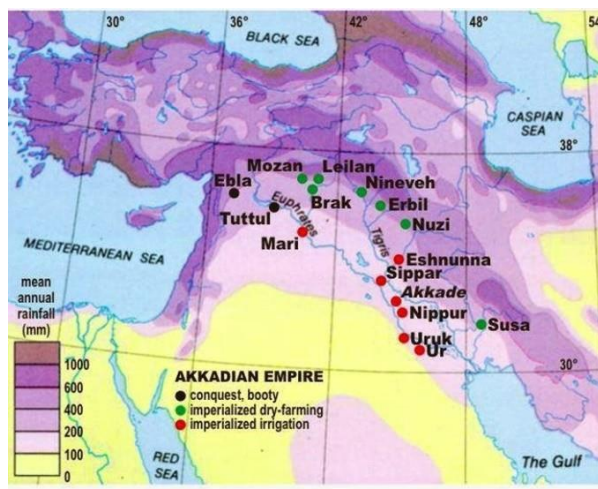 30°
36°
42°
48°
54
BLACK SEA
CASPIAN
SEA
38°
Mozan
Leilan
Ebla
Nineveh
Brak
Erbil
Tuttul
Euphrates
Nuzi
Mari
Tigris
MEDITERRANEAN SEA
Eshnunna
Sippar
Akkade
Nippur
Susa
Uruk
Ur
30°
mean
annual
rainfall
(mm)
1000
600
400
200
100
0
AKKADIAN EMPIRE
conquest, booty
imperialized dry-farming
imperialized irrigation
RED
SEA
The Gulf